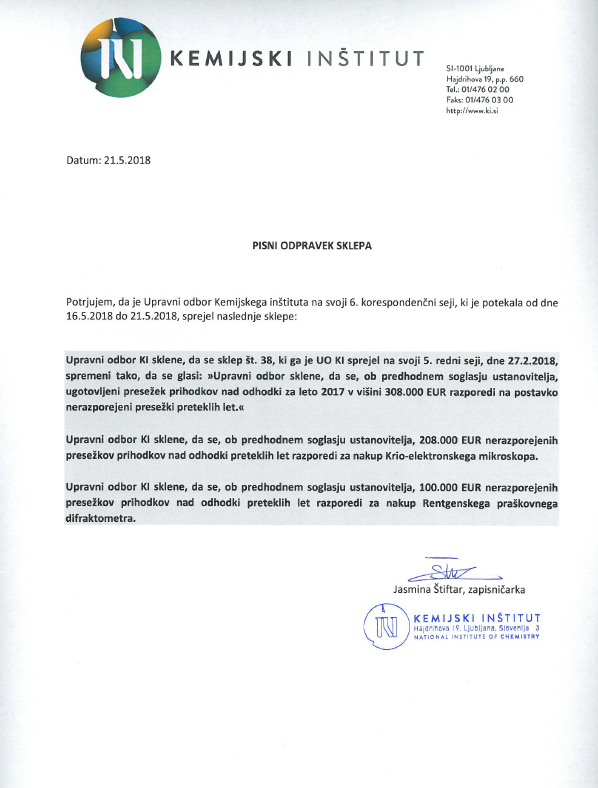 KEMIJSKI INŠTITUT
SI-1001 Ljubljana
Hajdrihova 19, p.p. 660
Tel.: 01/476 02 00
Faks: 01/476 03 00
http://www.ki.si
Datum: 21.5.2018
PISNI ODPRAVEK SKLEPA
Potrjujem, da je Upravni odbor Kemijskega inštituta na svoji 6. korespondenčni seji, ki je potekala od dne
16.5.2018 do 21.5.2018, sprejel naslednje sklepe:
Upravni odbor KI sklene, da se sklep št. 38, ki ga je UO KI sprejel na svoji 5. redni seji, dne 27.2.2018,
spremeni tako, da se glasi: »Upravni odbor sklene, da se, ob predhodnem soglasju ustanovitelja,
ugotovljeni presežek prihodkov nad odhodki za leto 2017 v višini 308.000 EUR razporedi na postavko
nerazporejeni presežki preteklih let.«
Upravni odbor KI sklene, da se, ob predhodnem soglasju ustanovitelja, 208.000 EUR nerazporejenih
presežkov prihodkov nad odhodki preteklih let razporedi za nakup Krio-elektronskega mikroskopa.
Upravni odbor KI sklene, da se, ob predhodnem soglasju ustanovitelja, 100.000 EUR nerazporejenih
presežkov prihodkov nad odhodki preteklih let razporedi za nakup Rentgenskega praškovnega
difraktometra.
Jasmina Štiftar, zapisničarka
KEMIJSKI INŠTITUT
Hajdrihova 19, Ljubljana, Slovenija 3
NATIONAL INSTITUTE OF CHEMISTRY